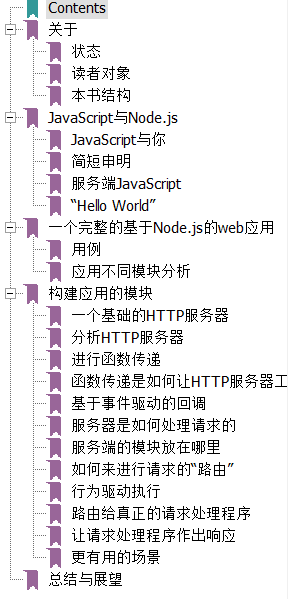 Contents
关于
状态
读者对象
本书结构
JavaScript与Node.js
JavaScript与你
简短申明
服务端JavaScript
“Hello World”
一个完整的基于Node.js的web应用
用例
应用不同模块分析
构建应用的模块
一个基础的HTTP服务器
分析HTTP服务器
进行函数传递
函数传递是如何让HTTP服务器工
基于事件驱动的回调
服务器是如何处理请求的
服务端的模块放在哪里
如何来进行请求的“路由”
行为驱动执行
路由给真正的请求处理程序
让请求处理程序作出响应
更有用的场景
总结与展望